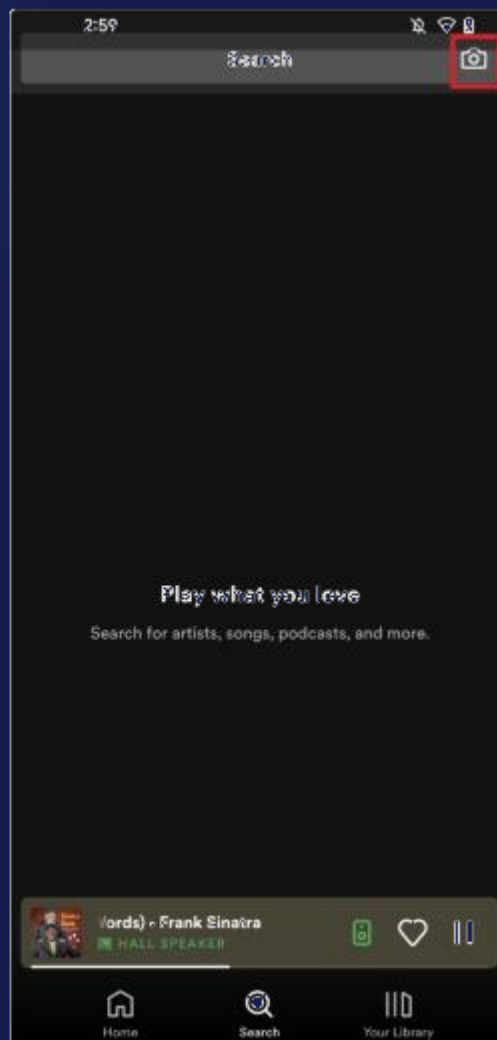 2:59
Search
Play what you love
Search for artists, songs, podcasts, and more.
Words) - Frank Sinatra
HALL SPEAKER
Home
Search
Your Library